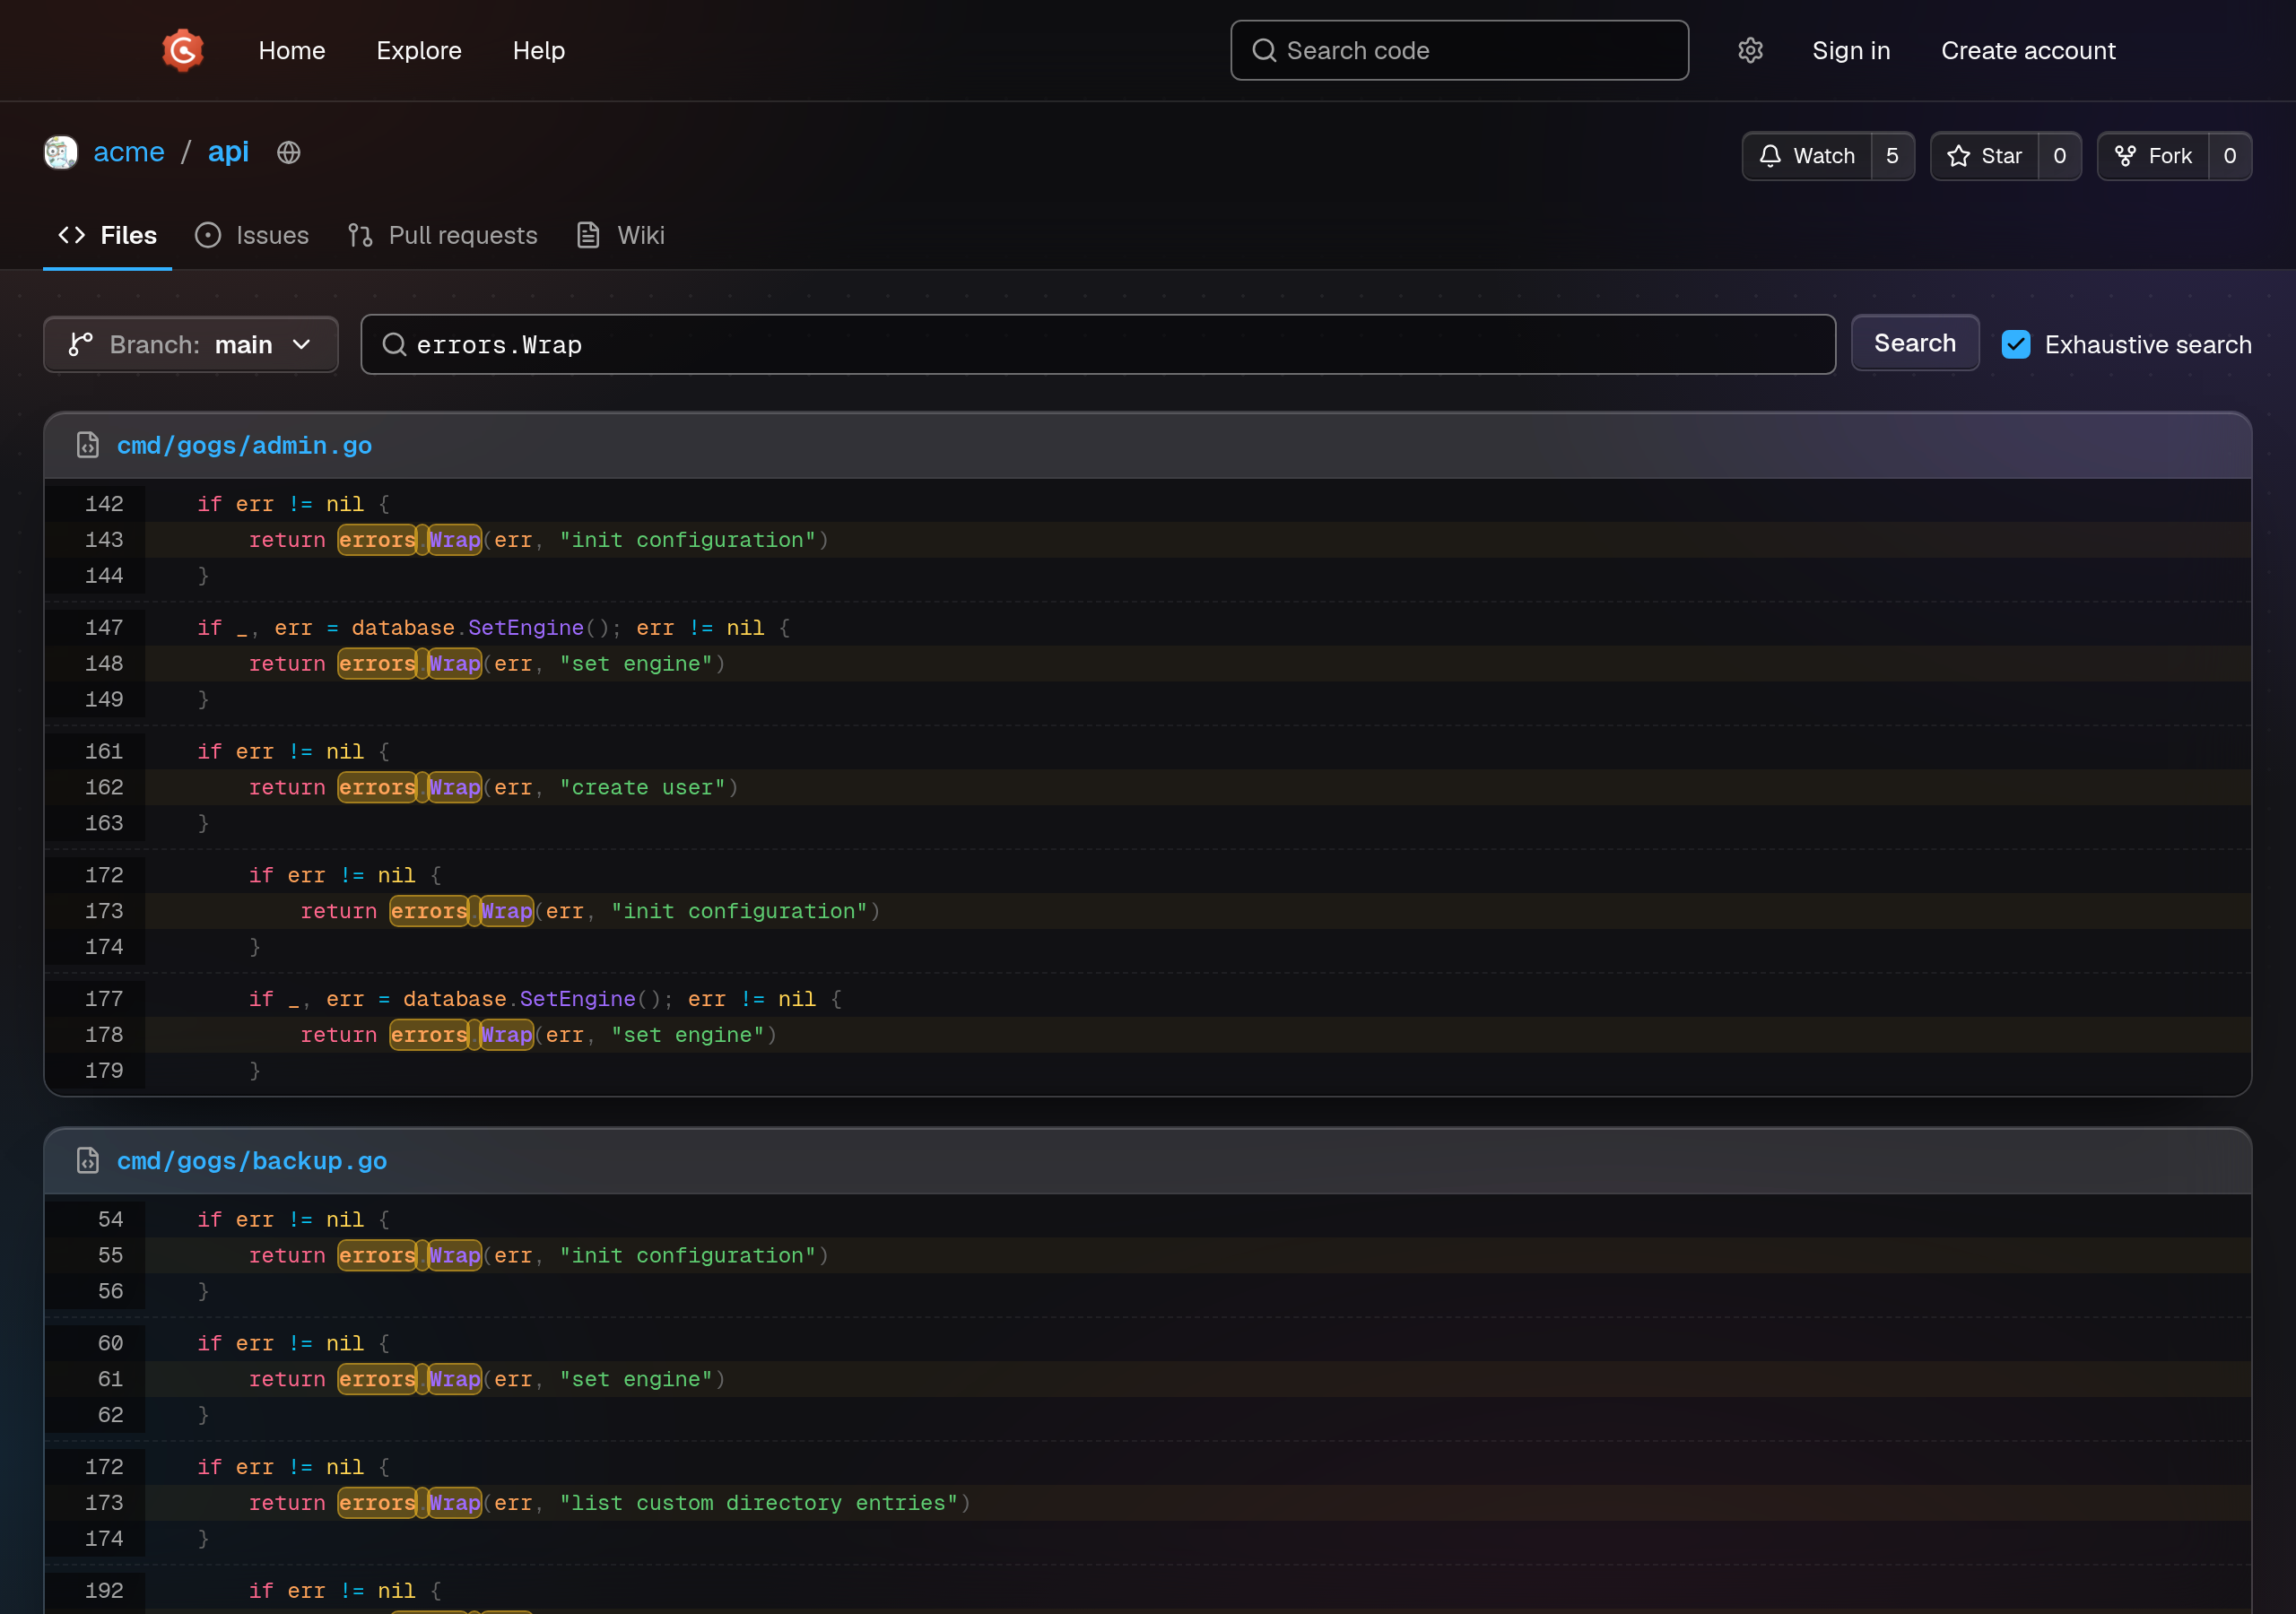 Home Explore Help Search code Sign in Create account
acme / api Watch 5 Star 0 Fork 0
Files Issues Pull requests Wiki
Branch: main errors.Wrap Search Exhaustive search
cmd/gogs/admin.go
142 if err != nil {
143 return errors.Wrap(err, "init configuration")
144 }
147 if _, err = database.SetEngine(); err != nil {
148 return errors.Wrap(err, "set engine")
149 }
161 if err != nil {
162 return errors.Wrap(err, "create user")
163 }
172 if err != nil {
173 return errors.Wrap(err, "init configuration")
174 }
177 if _, err = database.SetEngine(); err != nil {
178 return errors.Wrap(err, "set engine")
179 }
cmd/gogs/backup.go
54 if err != nil {
55 return errors.Wrap(err, "init configuration")
56 }
60 if err != nil {
61 return errors.Wrap(err, "set engine")
62 }
172 if err != nil {
173 return errors.Wrap(err, "list custom directory entries")
174 }
192 if err != nil {